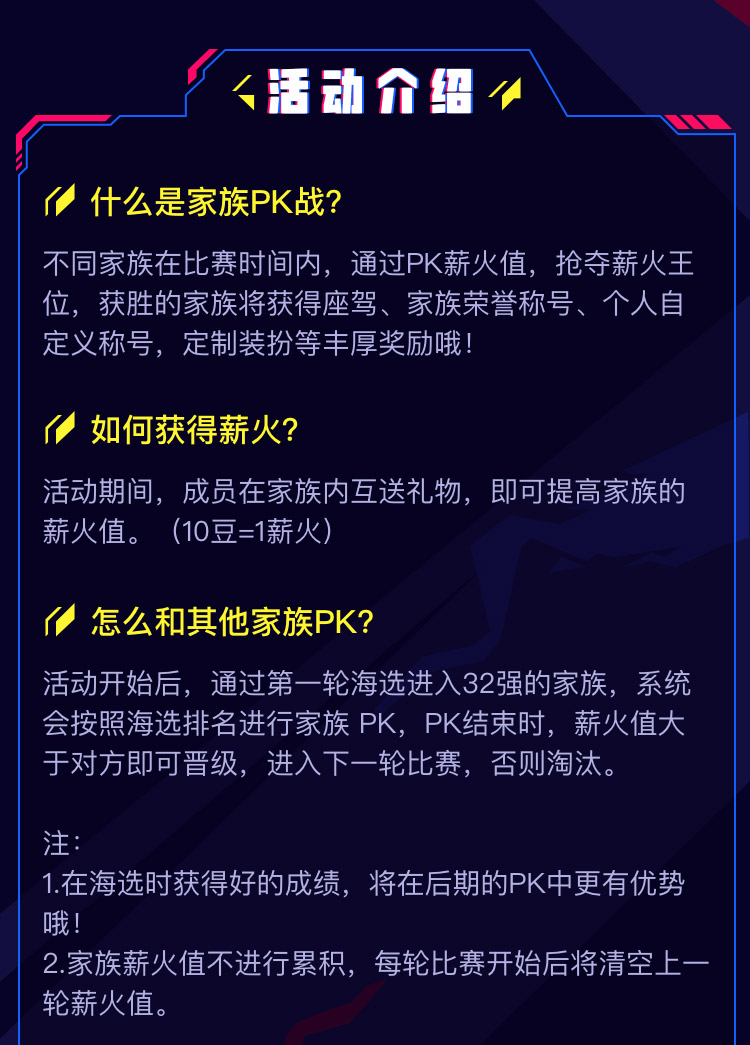 活动介绍
什么是家族PK战？
不同家族在比赛时间内，通过PK薪火值，抢夺薪火王
位，获胜的家族将获得座驾、家族荣誉称号、个人自
定义称号，定制装扮等丰厚奖励哦！
如何获得薪火？
活动期间，成员在家族内互送礼物，即可提高家族的
薪火值。（10豆=1薪火）
怎么和其他家族PK？
活动开始后，通过第一轮海选进入32强的家族，系统
会按照海选排名进行家族 PK，PK结束时，薪火值大
于对方即可晋级，进入下一轮比赛，否则淘汰。
注：
1.在海选时获得好的成绩，将在后期的PK中更有优势
哦！
2.家族薪火值不进行累积，每轮比赛开始后将清空上一
轮薪火值。